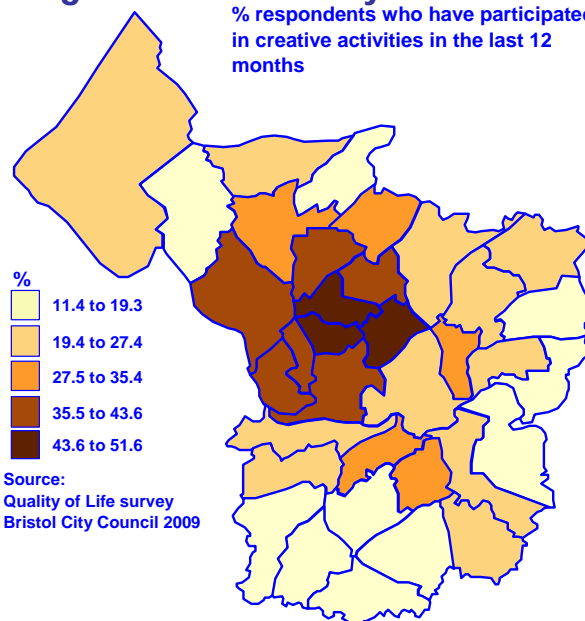 % respondents who have participated
in creative activities in the last 12
months
%
11.4 to 19.3
19.4 to 27.4
27.5 to 35.4
35.5 to 43.6
43.6 to 51.6
Source:
Quality of Life survey
Bristol City Council 2009